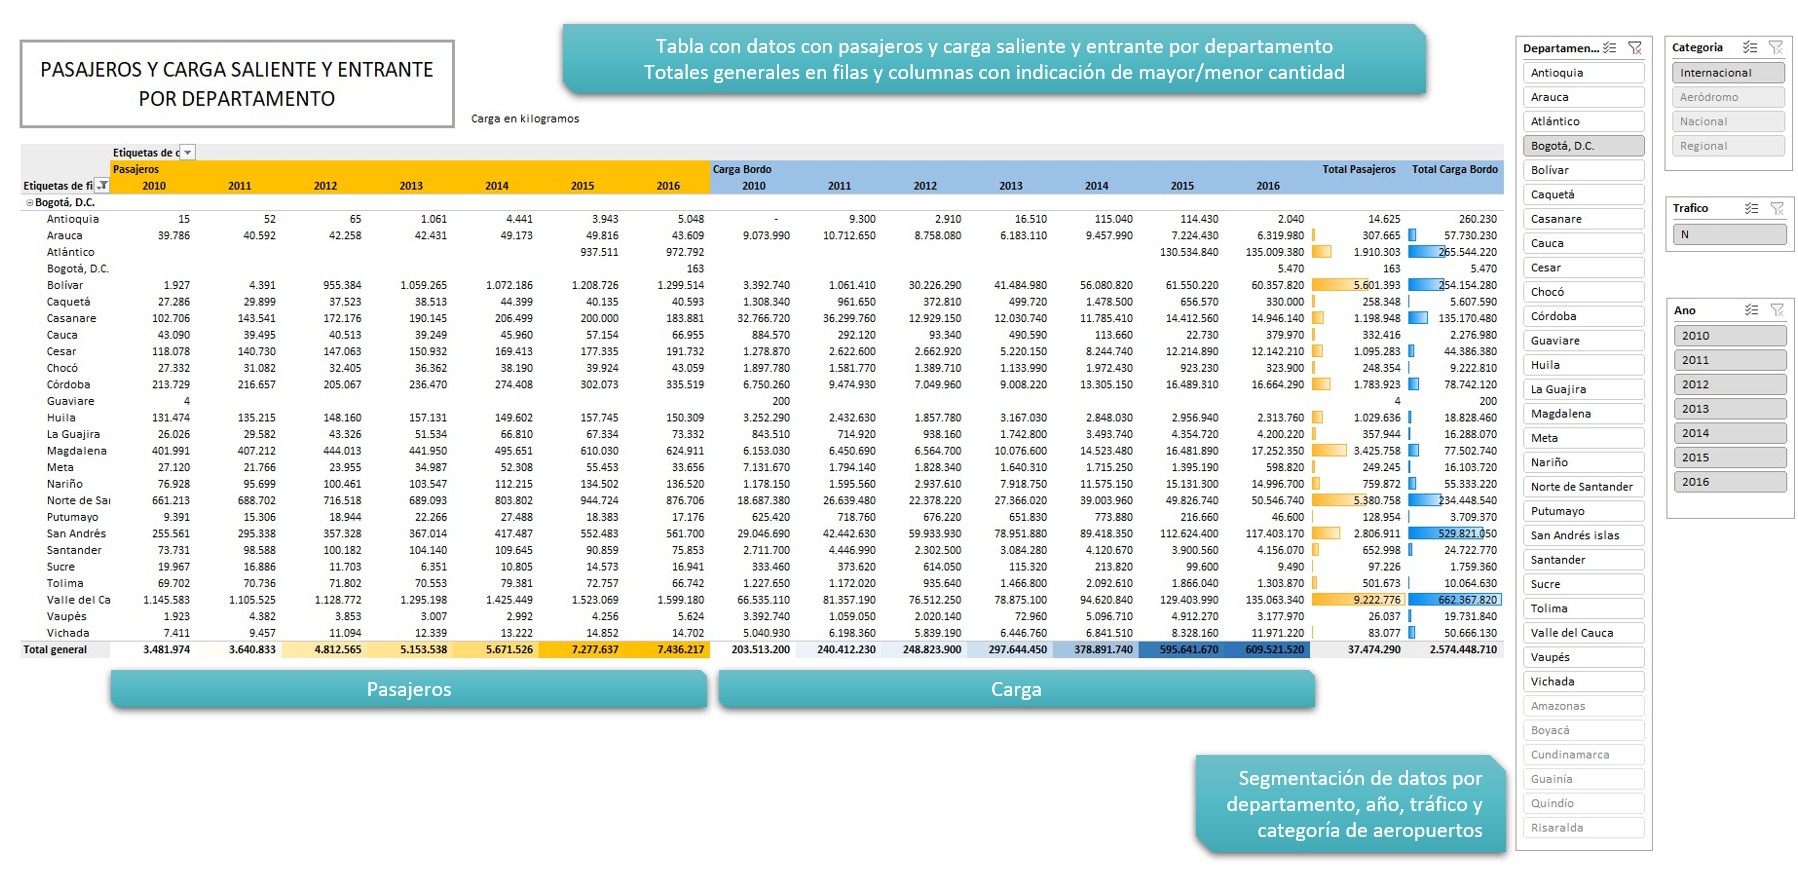 PASAJEROS Y CARGA SALIENTE Y ENTRANTE
POR DEPARTAMENTO
Tabla con datos con pasajeros y carga saliente y entrante por departamento
Totales generales en filas y columnas con indicación de mayor/menor cantidad
Carga en kilogramos
Etiquetas de c
Pasajeros Carga Bordo Total Pasajeros Total Carga Bordo
Etiquetas de fi 2010 2011 2012 2013 2014 2015 2016 2010 2011 2012 2013 2014 2015 2016
Bogotá, D.C.
Antioquia 15 52 65 1.061 4.441 3.943 5.048 - 9.300 2.910 16.510 115.040 114.430 2.040 14.625 260.230
Arauca 39.786 40.592 42.258 42.431 49.173 49.816 43.609 9.073.990 10.712.650 8.758.080 6.183.110 9.457.990 7.224.430 6.319.980 307.665 57.730.230
Atlántico 937.511 972.792 130.534.840 135.009.380 1.910.303 265.544.220
Bogotá, D.C. 163 5.470 163 5.470
Bolívar 1.927 4.391 955.384 1.059.265 1.072.186 1.208.726 1.299.514 3.392.740 1.061.410 30.226.290 41.484.980 56.080.820 61.550.220 60.357.820 5.601.393 254.154.280
Caquetá 27.286 29.899 37.523 38.513 44.399 40.135 40.593 1.308.340 961.650 372.810 499.720 1.478.500 656.570 330.000 258.348 5.607.590
Casanare 102.706 143.541 172.176 190.145 206.499 200.000 183.881 32.766.720 36.299.760 12.929.150 12.030.740 11.785.410 14.412.560 14.946.140 1.198.948 135.170.480
Cauca 43.090 39.495 40.513 39.249 45.960 57.154 66.955 884.570 292.120 93.340 490.590 113.660 22.730 379.970 332.416 2.276.980
Cesar 118.078 140.730 147.063 150.932 169.413 177.335 191.732 1.278.870 2.622.600 2.662.920 5.220.150 8.244.740 12.214.890 12.142.210 1.095.283 44.386.380
Chocó 27.332 31.082 32.405 36.362 38.190 39.924 43.059 1.897.780 1.581.770 1.389.710 1.133.990 1.972.430 923.230 323.900 248.354 9.222.810
Córdoba 213.729 216.657 205.067 236.470 274.408 302.073 335.519 6.750.260 9.474.930 7.049.960 9.008.220 13.305.150 16.489.310 16.664.290 1.783.923 78.742.120
Guaviare 4 200 4 200
Huila 131.474 135.215 148.160 157.131 149.602 157.745 150.309 3.252.290 2.432.630 1.857.780 3.167.030 2.848.030 2.956.940 2.313.760 1.029.636 18.828.460
La Guajira 26.026 29.582 43.326 51.534 66.810 67.334 73.332 843.510 714.920 938.160 1.742.800 3.493.740 4.354.720 4.200.220 357.944 16.288.070
Magdalena 401.991 407.212 444.013 441.950 495.651 610.030 624.911 6.153.030 6.450.690 6.564.700 10.076.600 14.523.480 16.481.890 17.252.350 3.425.758 77.502.740
Meta 27.120 21.766 23.955 34.987 52.308 55.453 33.656 7.131.670 1.794.140 1.828.340 1.640.310 1.715.250 1.395.190 598.820 249.245 16.103.720
Nariño 76.928 95.699 100.461 103.547 112.215 134.502 136.520 1.178.150 1.595.560 2.937.610 7.918.750 11.575.150 15.131.300 14.996.700 759.872 55.333.220
Norte de Sai 661.213 688.702 716.518 689.093 803.802 944.724 876.706 18.687.380 26.639.480 22.378.220 27.366.020 39.003.960 49.826.740 50.546.740 5.380.758 234.448.540
Putumayo 9.391 15.306 18.944 22.266 27.488 18.383 17.176 625.420 718.760 676.220 651.830 773.880 216.660 46.600 128.954 3.709.370
San Andrés 255.561 295.338 357.328 367.014 417.487 552.483 561.700 29.046.690 42.442.630 59.933.930 78.951.880 89.418.350 112.624.400 117.403.170 2.806.911 529.821.050
Santander 73.731 98.588 100.182 104.140 109.645 90.859 75.853 2.711.700 4.446.990 2.302.500 3.084.280 4.120.670 3.900.560 4.156.070 652.998 24.722.770
Sucre 19.967 16.886 11.703 6.351 10.805 14.573 16.941 333.460 373.620 614.050 115.320 213.820 99.600 9.490 97.226 1.759.360
Tolima 69.702 70.736 71.802 70.553 79.381 72.757 66.742 1.227.650 1.172.020 935.640 1.466.800 2.092.610 1.866.040 1.303.870 501.673 10.064.630
Valle del Ca 1.145.583 1.105.525 1.128.772 1.295.198 1.425.449 1.523.069 1.599.180 66.535.110 81.357.190 76.512.250 78.875.100 94.620.840 129.403.990 135.063.340 9.222.776 662.367.820
Vaupés 1.923 4.382 3.853 3.007 2.992 4.256 5.624 3.392.740 1.059.050 2.020.140 72.960 5.096.710 4.912.270 3.177.970 26.037 19.731.840
Vichada 7.411 9.457 11.094 12.339 13.222 14.852 14.702 5.040.930 6.198.360 5.839.190 6.446.760 6.841.510 8.328.160 11.971.220 83.077 50.666.130
Total general 3.481.974 3.640.833 4.812.565 5.153.538 5.671.526 7.277.637 7.436.217 203.513.200 240.412.230 248.823.900 297.644.450 378.891.740 595.641.670 609.521.520 37.474.290 2.574.448.710
Pasajeros
Carga
Segmentación de datos por
departamento, año, tráfico y
categoría de aeropuertos
Departamen...
Antioquia
Arauca
Atlántico
Bogotá, D.C.
Bolívar
Caquetá
Casanare
Cauca
Cesar
Chocó
Córdoba
Guaviare
Huila
La Guajira
Magdalena
Meta
Nariño
Norte de Santander
Putumayo
San Andrés islas
Santander
Sucre
Tolima
Valle del Cauca
Vaupés
Vichada
Amazonas
Boyacá
Cundinamarca
Guainía
Quindío
Risaralda
Categoria
Internacional
Aeródromo
Nacional
Regional
Trafico
N
Ano
2010
2011
2012
2013
2014
2015
2016